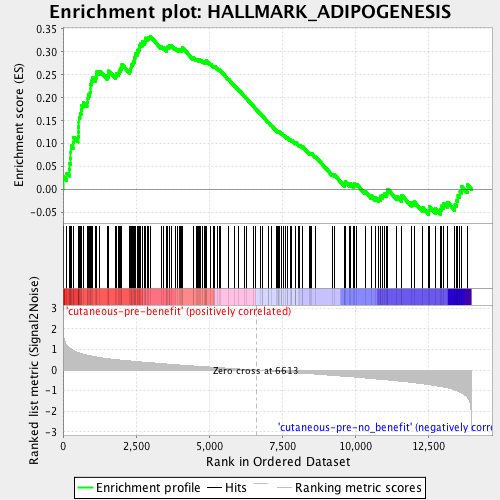 Enrichment plot: HALLMARK_ADIPOGENESIS
Enrichment score (ES)
0.35
0.30
0.25
0.20
0.15
0.10
0.05
0.00
-0.05
Ranked list metric (Signal2Noise)
'cutaneous-pre-benefit' (positively correlated)
3
2
1
0
-1
-2
-3
Zero cross at 6613
'cutaneous-pre-no_benefit' (negatively corre
0
2,500
5,000
7,500
10,000
12,500
Rank in Ordered Dataset
Enrichment profile
Hits
Ranking metric scores